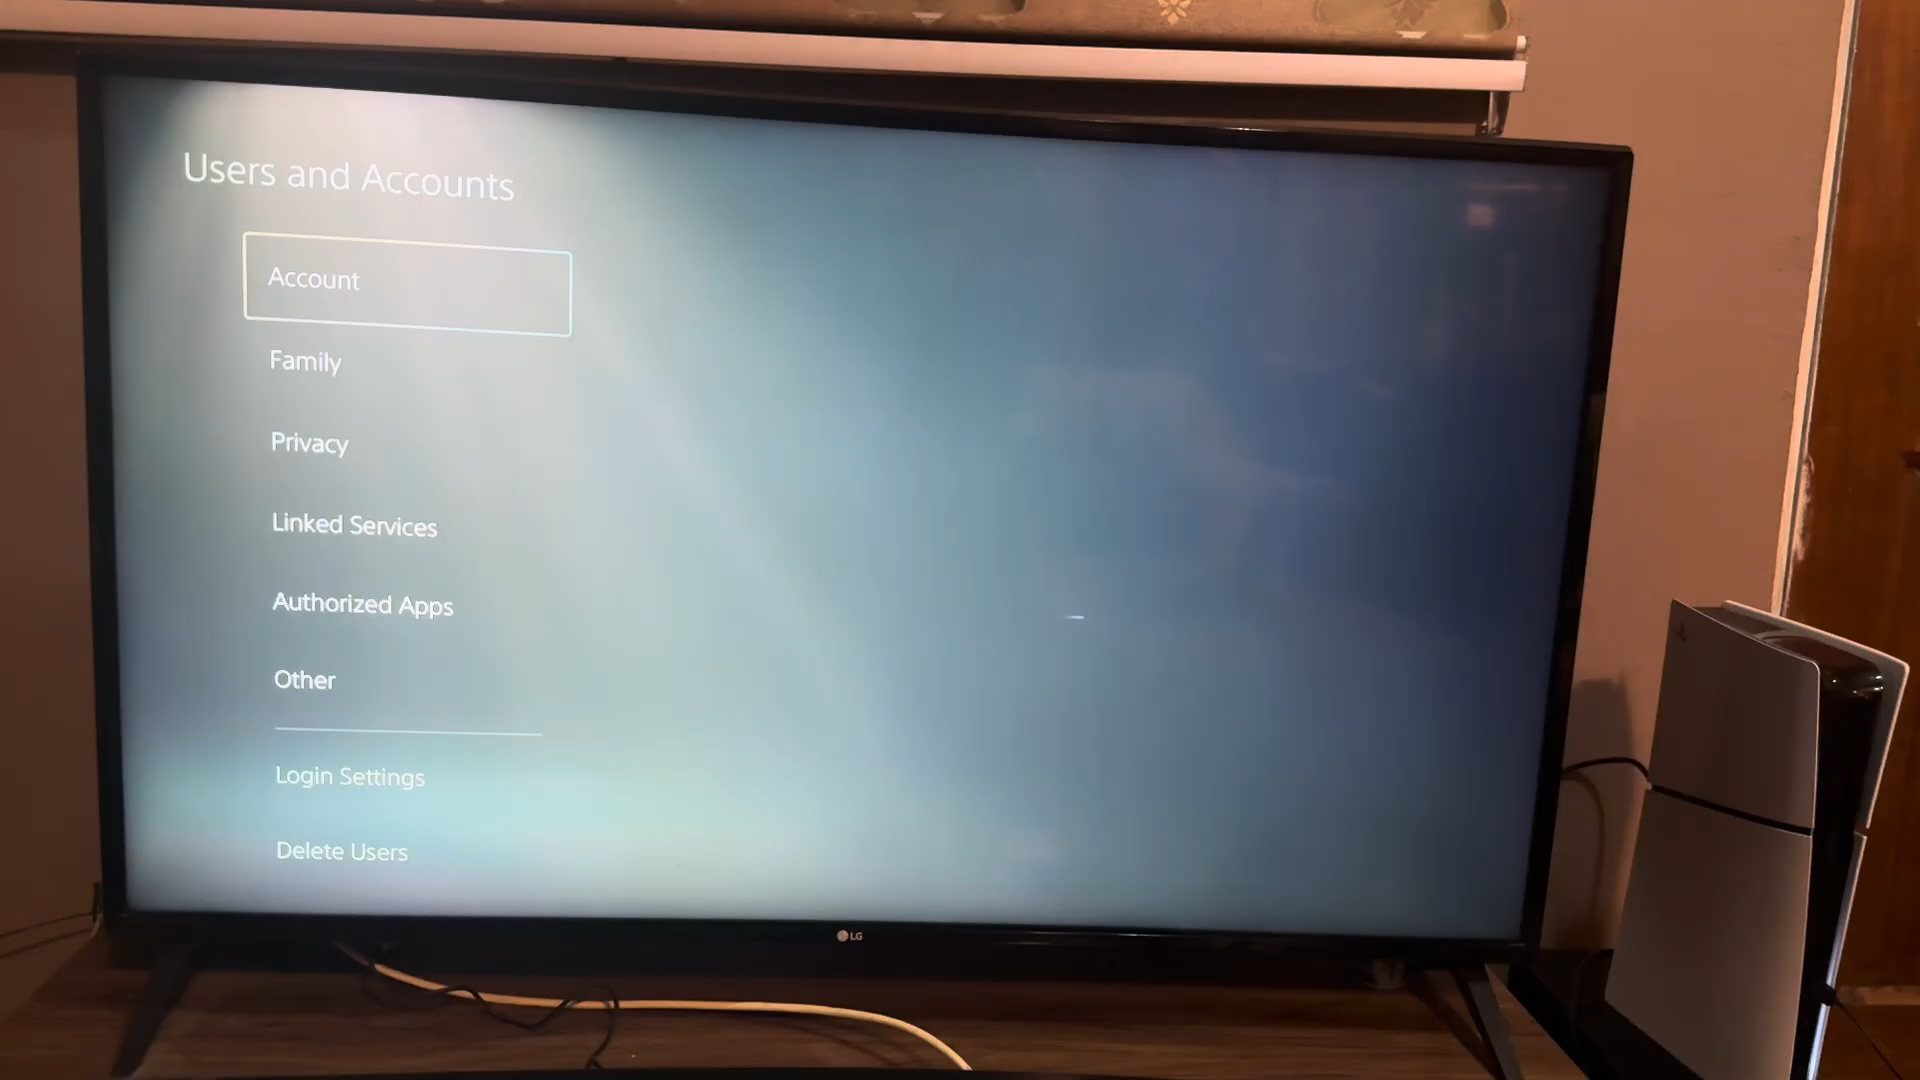 Users and Accounts
Account
Family
Privacy
Linked Services
Authorized Apps
Other
Login Settings
Delete Users
LG